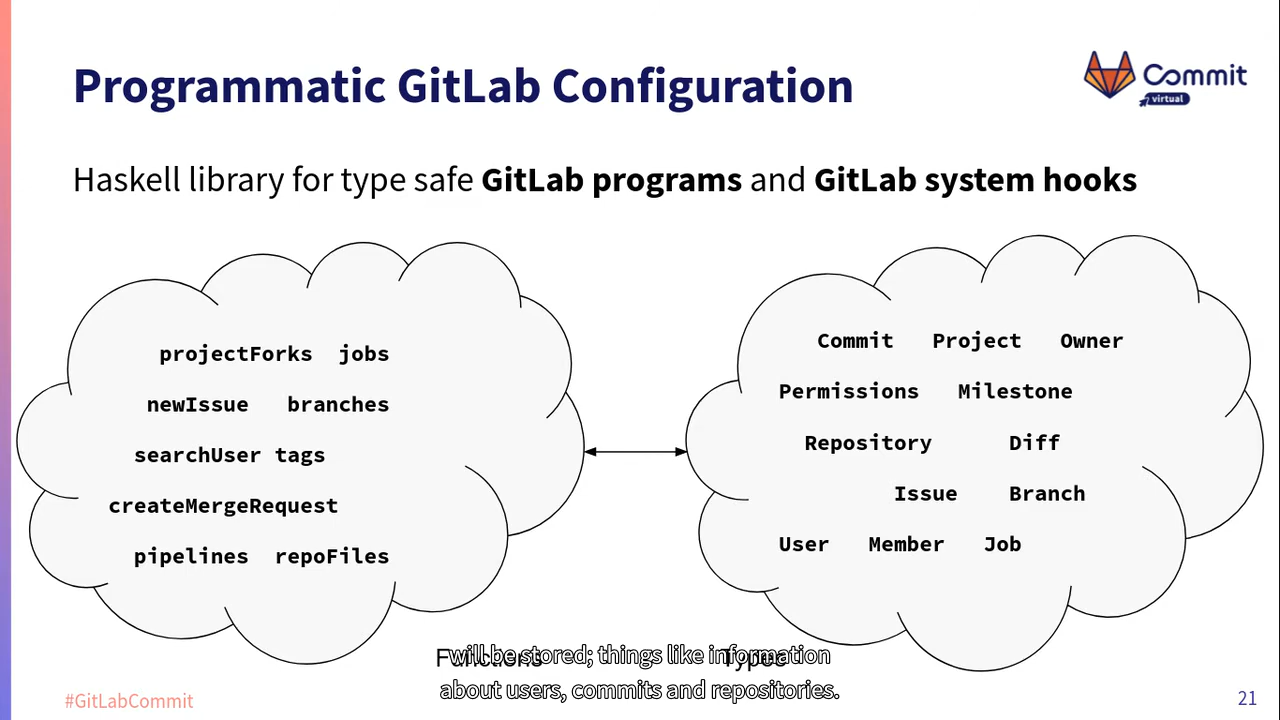 Programmatic GitLab Configuration
Commit
virtual
Haskell library for type safe GitLab programs and GitLab system hooks
projectForks jobs
newIssue branches
searchUser tags
createMergeRequest
pipelines repoFiles
Commit Project Owner
Permissions Milestone
Repository Diff
Issue Branch
User Member Job
Functions
Types
will be stored; things like information
about users, commits and repositories.
#GitLabCommit
21